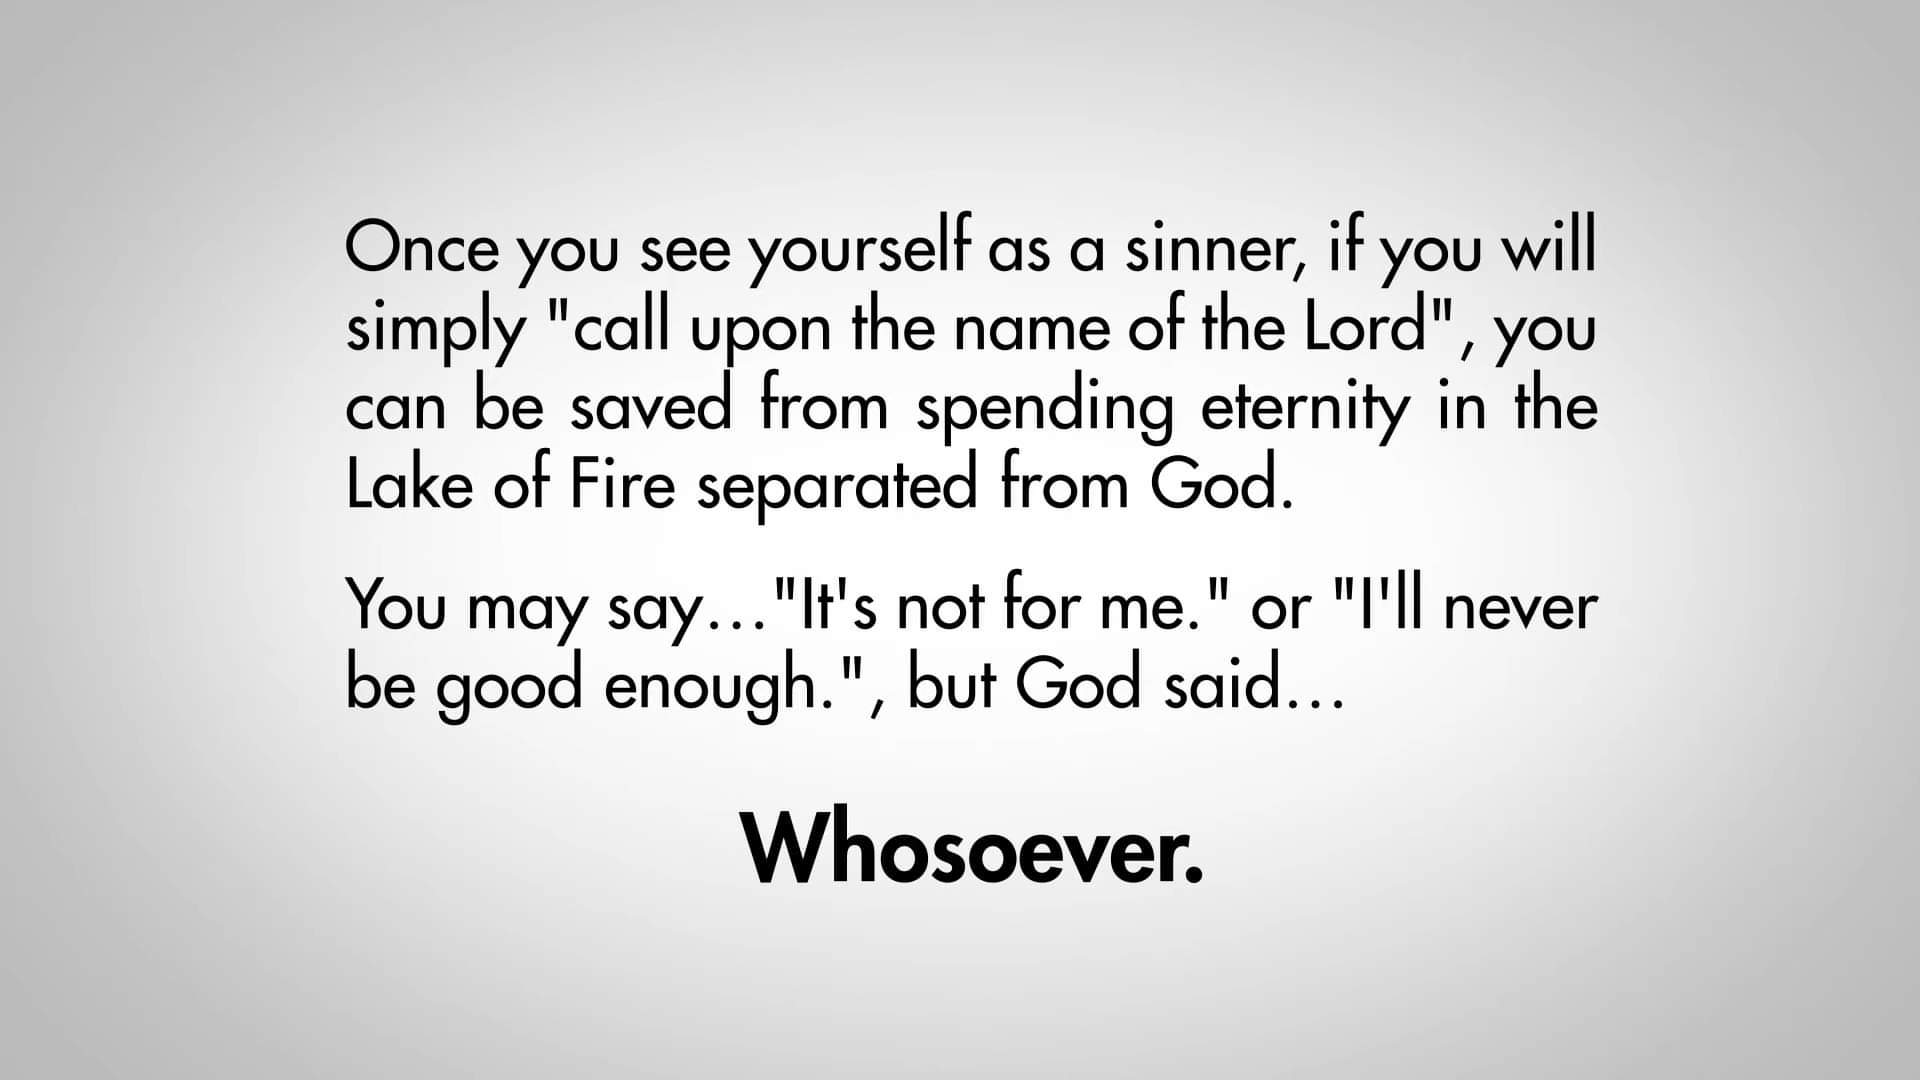 Once you see yourself as a sinner, if you will
simply "call upon the name of the Lord", you
can be saved from spending eternity in the
Lake of Fire separated from God.
You may say..."It's not for me." or "I'll never
be good enough.", but God said...
Whosoever.